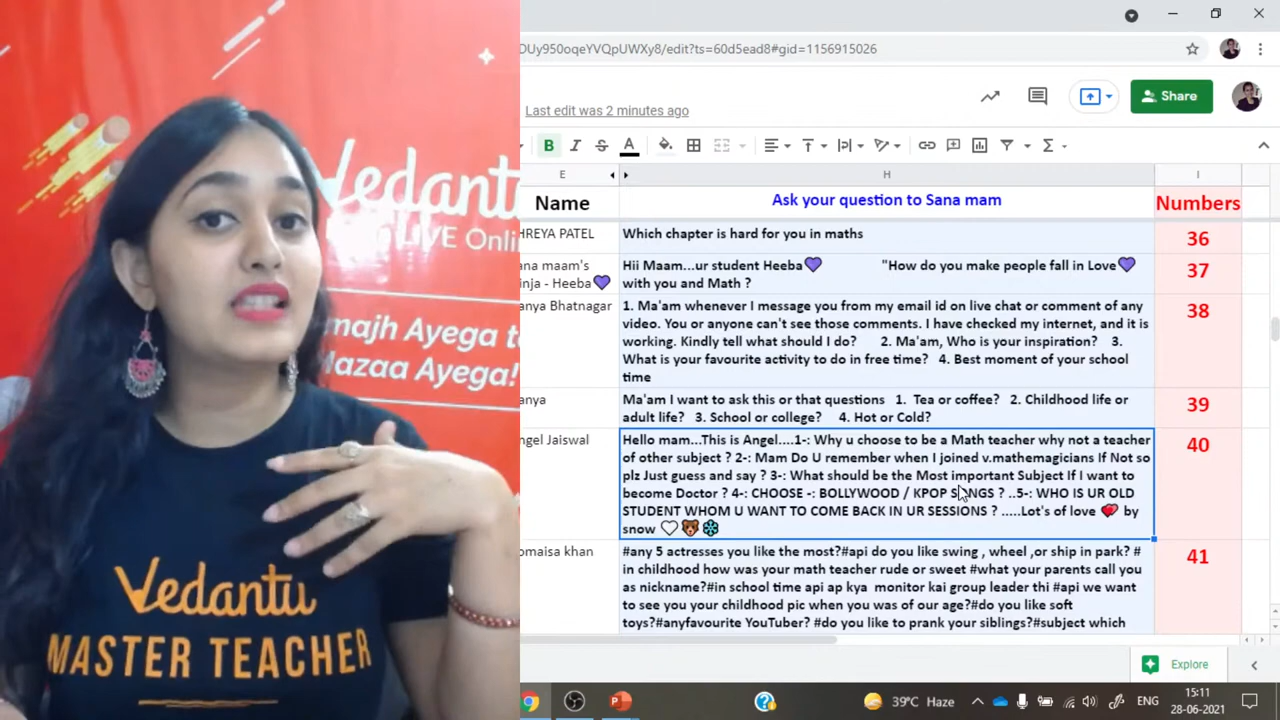 Vedantu
LIVE Onli
majh Ayega t
Mazaa Ayega!
Vedantu
MASTER TEACHER
DUy950oqeYVQpUWXy8/edit?ts=60d5ead8#gid=1156915026
Last edit was 2 minutes ago
Share
B I S A
E H I
Name Ask your question to Sana mam Numbers
HREYA PATEL Which chapter is hard for you in maths 36
ana maam's Hii Maam...ur student Heeba💜 "How do you make people fall in Love💜 37
inja - Heeba💜 with you and Math ?
anya Bhatnagar 1. Ma'am whenever I message you from my email id on live chat or comment of any 38
video. You or anyone can't see those comments. I have checked my internet, and it is
working. Kindly tell what should I do? 2. Ma'am, Who is your inspiration? 3.
What is your favourite activity to do in free time? 4. Best moment of your school
time
anya Ma'am I want to ask this or that questions 1. Tea or coffee? 2. Childhood life or 39
adult life? 3. School or college? 4. Hot or Cold?
ngel Jaiswal Hello mam...This is Angel....1-: Why u choose to be a Math teacher why not a teacher 40
of other subject ? 2-: Mam Do U remember when I joined v.mathemagicians If Not so
plz Just guess and say ? 3-: What should be the Most important Subject If I want to
become Doctor ? 4-: CHOOSE -: BOLLYWOOD / KPOP SONGS ? ..5-: WHO IS UR OLD
STUDENT WHOM U WANT TO COME BACK IN UR SESSIONS ? .....Lot's of love 💓 by
snow 🤍🐻❄️
omaisa khan #any 5 actresses you like the most?#api do you like swing , wheel ,or ship in park? # 41
in childhood how was your math teacher rude or sweet #what your parents call you
as nickname?#in school time api ap kya monitor kai group leader thi #api we want
to see you your childhood pic when you was of our age?#do you like soft
toys?#anyfavourite YouTuber? #do you like to prank your siblings?#subject which
Explore
39°C Haze ENG 15:11
28-06-2021